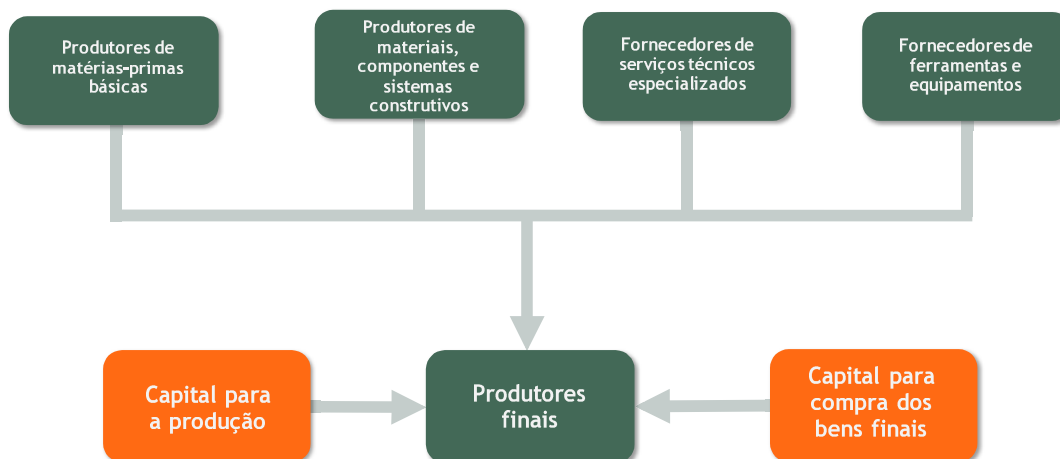 Produtores de
matérias-primas
básicas
Produtores de
materiais,
componentes e
sistemas
construtivos
Fornecedores de
serviços técnicos
especializados
Fornecedores de
ferramentas e
equipamentos
Capital para
a produção
Produtores
finais
Capital para
compra dos
bens finais